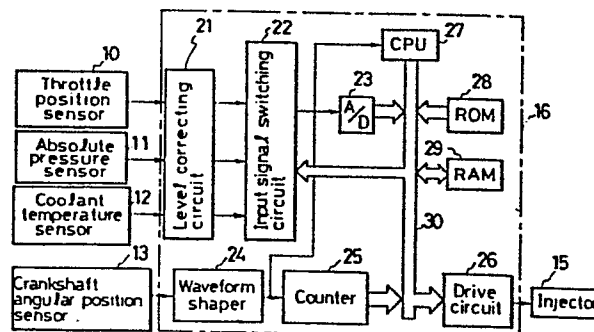 10
Throttle
position
sensor
Absolute
pressure
sensor
11
Coolant
temperature
sensor
12
13
Crankshaft
angular position
sensor
21
Level correcting
circuit
22
Input signal switching
circuit
23
A/D
CPU
27
28
ROM
16
29
RAM
30
24
Waveform
shaper
25
Counter
26
Drive
circuit
15
Injector